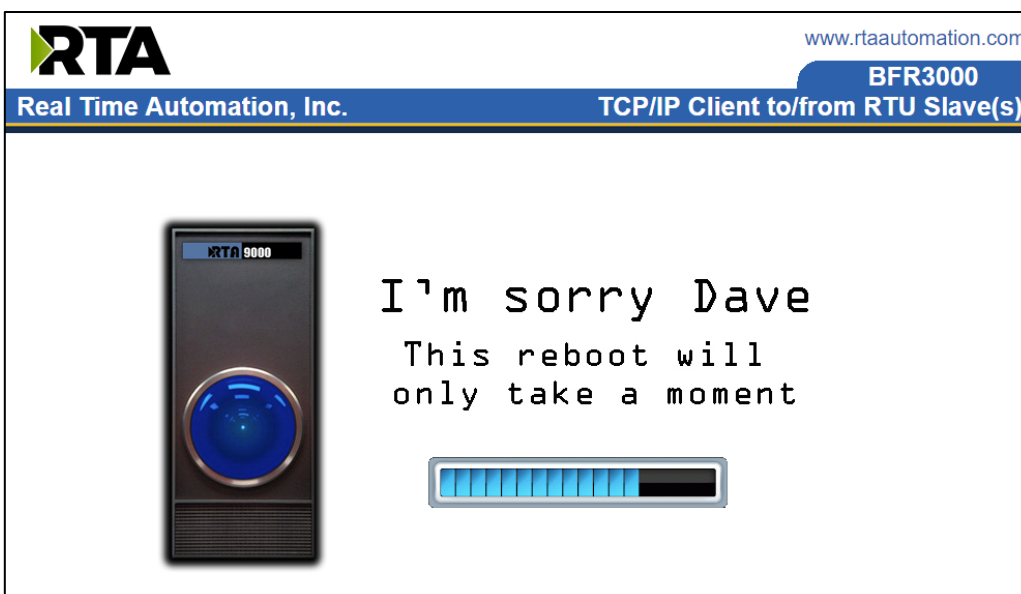 RTA
www.rtaautomation.com
BFR3000
Real Time Automation, Inc.
TCP/IP Client to/from RTU Slave(s)
RTA 9000
I'm sorry Dave
This reboot will
only take a moment